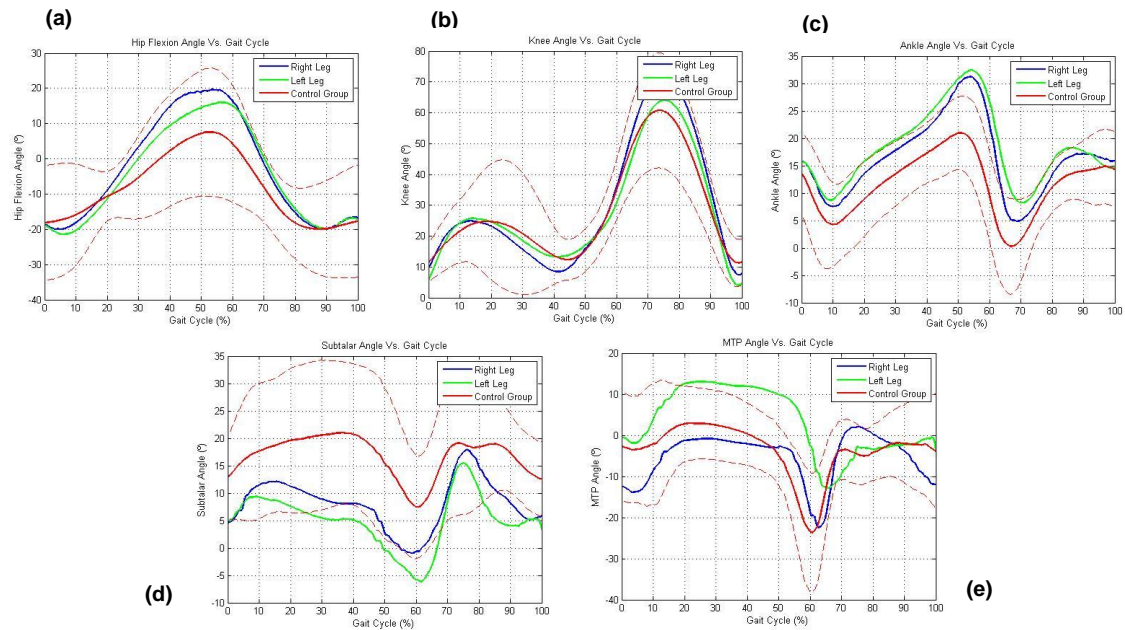 (a)
Hip Flexion Angle Vs. Gait Cycle
Hip Flexion Angle (º)
30
20
10
0
-10
-20
-30
-40
Right Leg
Left Leg
Control Group
0 10 20 30 40 50 60 70 80 90 100
Gait Cycle (%)
(b)
Knee Angle Vs. Gait Cycle
Knee Angle (º)
80
70
60
50
40
30
20
10
0
Right Leg
Left Leg
Control Group
0 10 20 30 40 50 60 70 80 90 100
Gait Cycle (%)
(c)
Ankle Angle Vs. Gait Cycle
Ankle Angle (º)
35
30
25
20
15
10
5
0
-5
-10
Right Leg
Left Leg
Control Group
0 10 20 30 40 50 60 70 80 90 100
Gait Cycle (%)
Subtalar Angle Vs. Gait Cycle
Subtalar Angle (º)
35
30
25
20
15
10
5
0
-5
-10
Right Leg
Left Leg
Control Group
0 10 20 30 40 50 60 70 80 90 100
Gait Cycle (%)
(d)
MTP Angle Vs. Gait Cycle
MTP Angle (º)
20
10
0
-10
-20
-30
-40
Right Leg
Left Leg
Control Group
0 10 20 30 40 50 60 70 80 90 100
Gait Cycle (%)
(e)